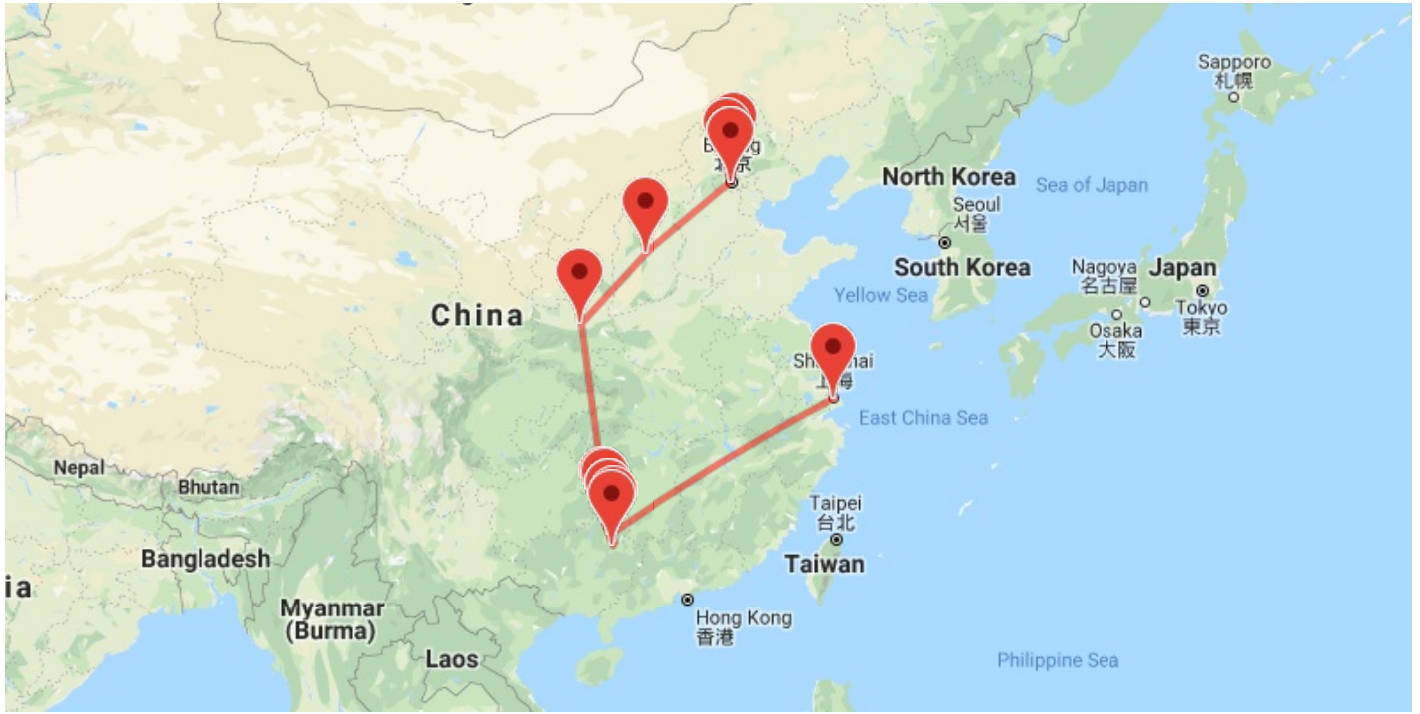 Sapporo
札幌
North Korea
Sea of Japan
Seoul
서울
South Korea
Nagoya
名古屋
Japan
Tokyo
東京
Osaka
大阪
Yellow Sea
China
East China Sea
Nepal
Bhutan
Taipei
台北
Taiwan
Bangladesh
ia
Myanmar
(Burma)
Hong Kong
香港
Laos
Philippine Sea